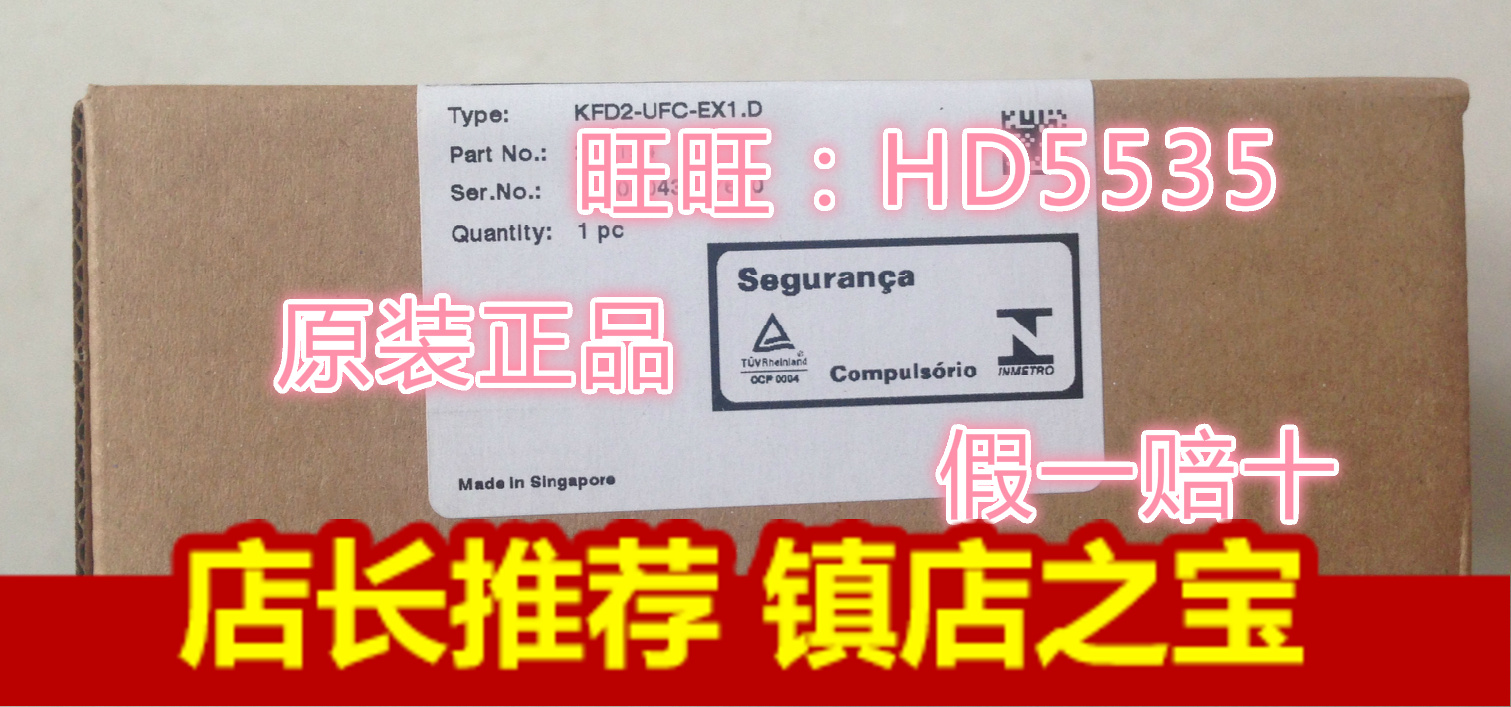 Type: KFD2-UFC-EX1.D
Part No.:
旺旺：HD5535
Ser.No.:
Quantity: 1 pc
Segurança
原装正品
TÜVRheinland
OCP 0004
Compulsório
INMETRO
假一赔十
Made in Singapore
店长推荐 镇店之宝